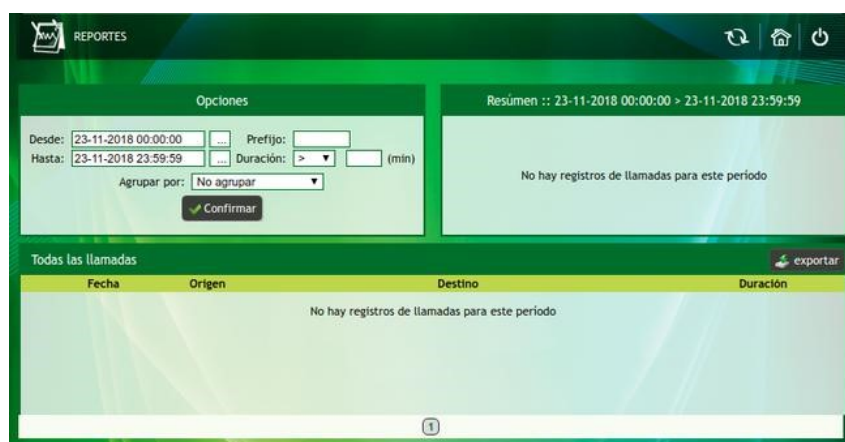 REPORTES
Opciones
Desde: 23-11-2018 00:00:00 ... Prefijo:
Hasta: 23-11-2018 23:59:59 ... Duración: > (min)
Agrupar por: No agrupar
Confirmar
Resúmen :: 23-11-2018 00:00:00 > 23-11-2018 23:59:59
No hay registros de llamadas para este período
Todas las llamadas
exportar
Fecha Origen Destino Duración
No hay registros de llamadas para este período
1